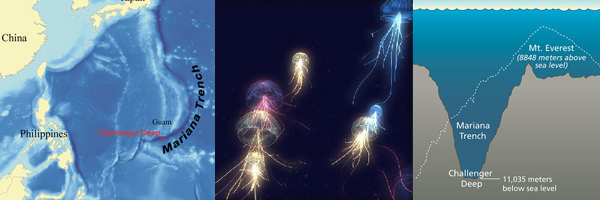 Japan
China
Guam
Philippines
Challenger Deep
Mariana Trench
Mt. Everest
(8848 meters above
sea level)
Mariana
Trench
Challenger
Deep
11,035 meters
below sea level